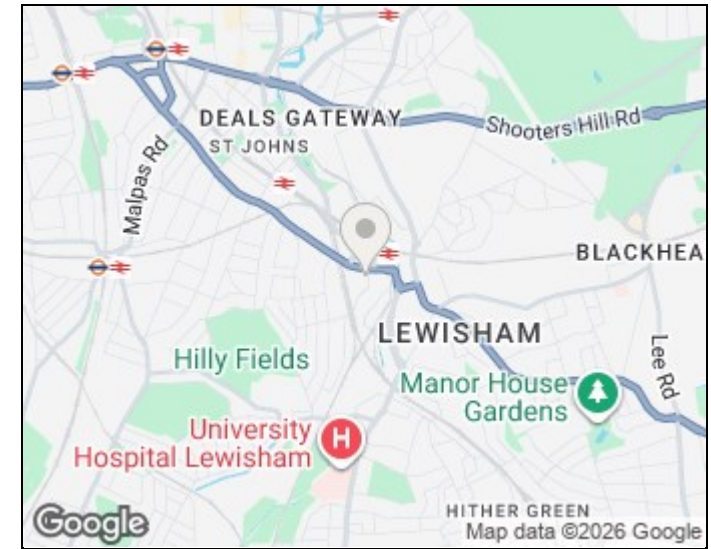 DEALS GATEWAY
Shooters Hill Rd
ST JOHNS
Malpas Rd
BLACKHEA
LEWISHAM
Hilly Fields
Lee Rd
Manor House
Gardens
University
Hospital Lewisham
H
HITHER GREEN
Google
Map data ©2026 Google